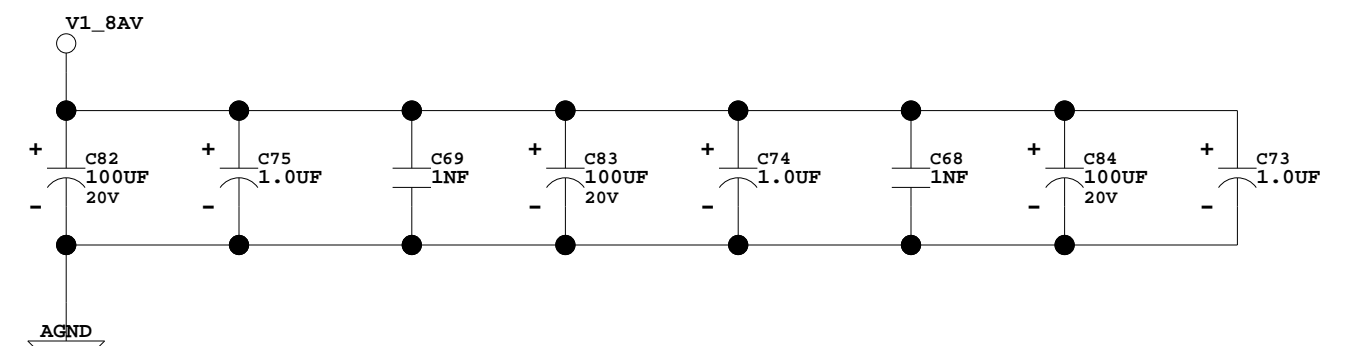 V1_8AV
+ C82
100UF
- 20V
+ C75
1.0UF
-
C69
1NF
+ C83
100UF
- 20V
+ C74
1.0UF
-
C68
1NF
+ C84
100UF
- 20V
+ C73
1.0UF
-
AGND